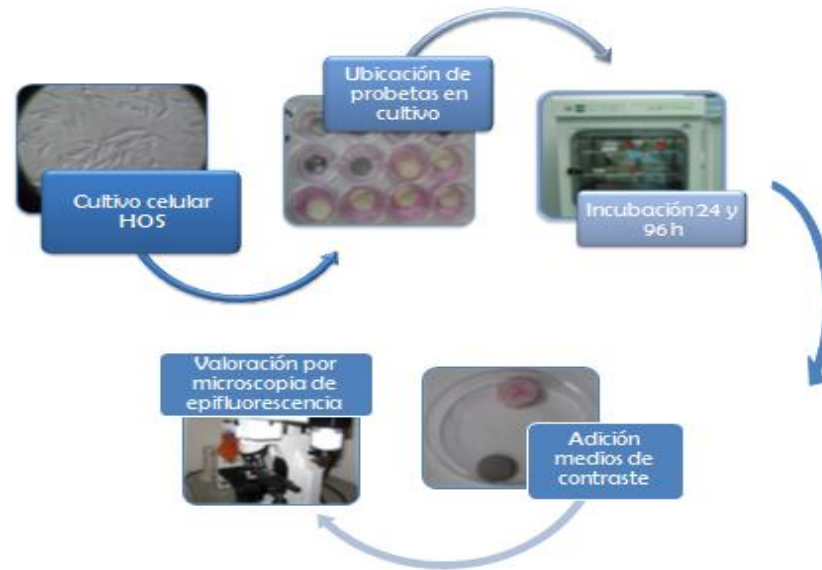 Cultivo celular
HOS
Ubicación de
probetas en
cultivo
Incubación 24 y
96 h
Adición
medios de
contraste
Valoración por
microscopia de
epifluorescencia